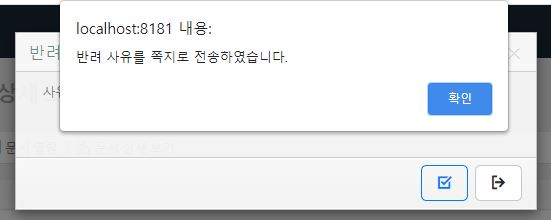 localhost:8181 내용:
반려 사유를 쪽지로 전송하였습니다.
확인
반려
상세
사유